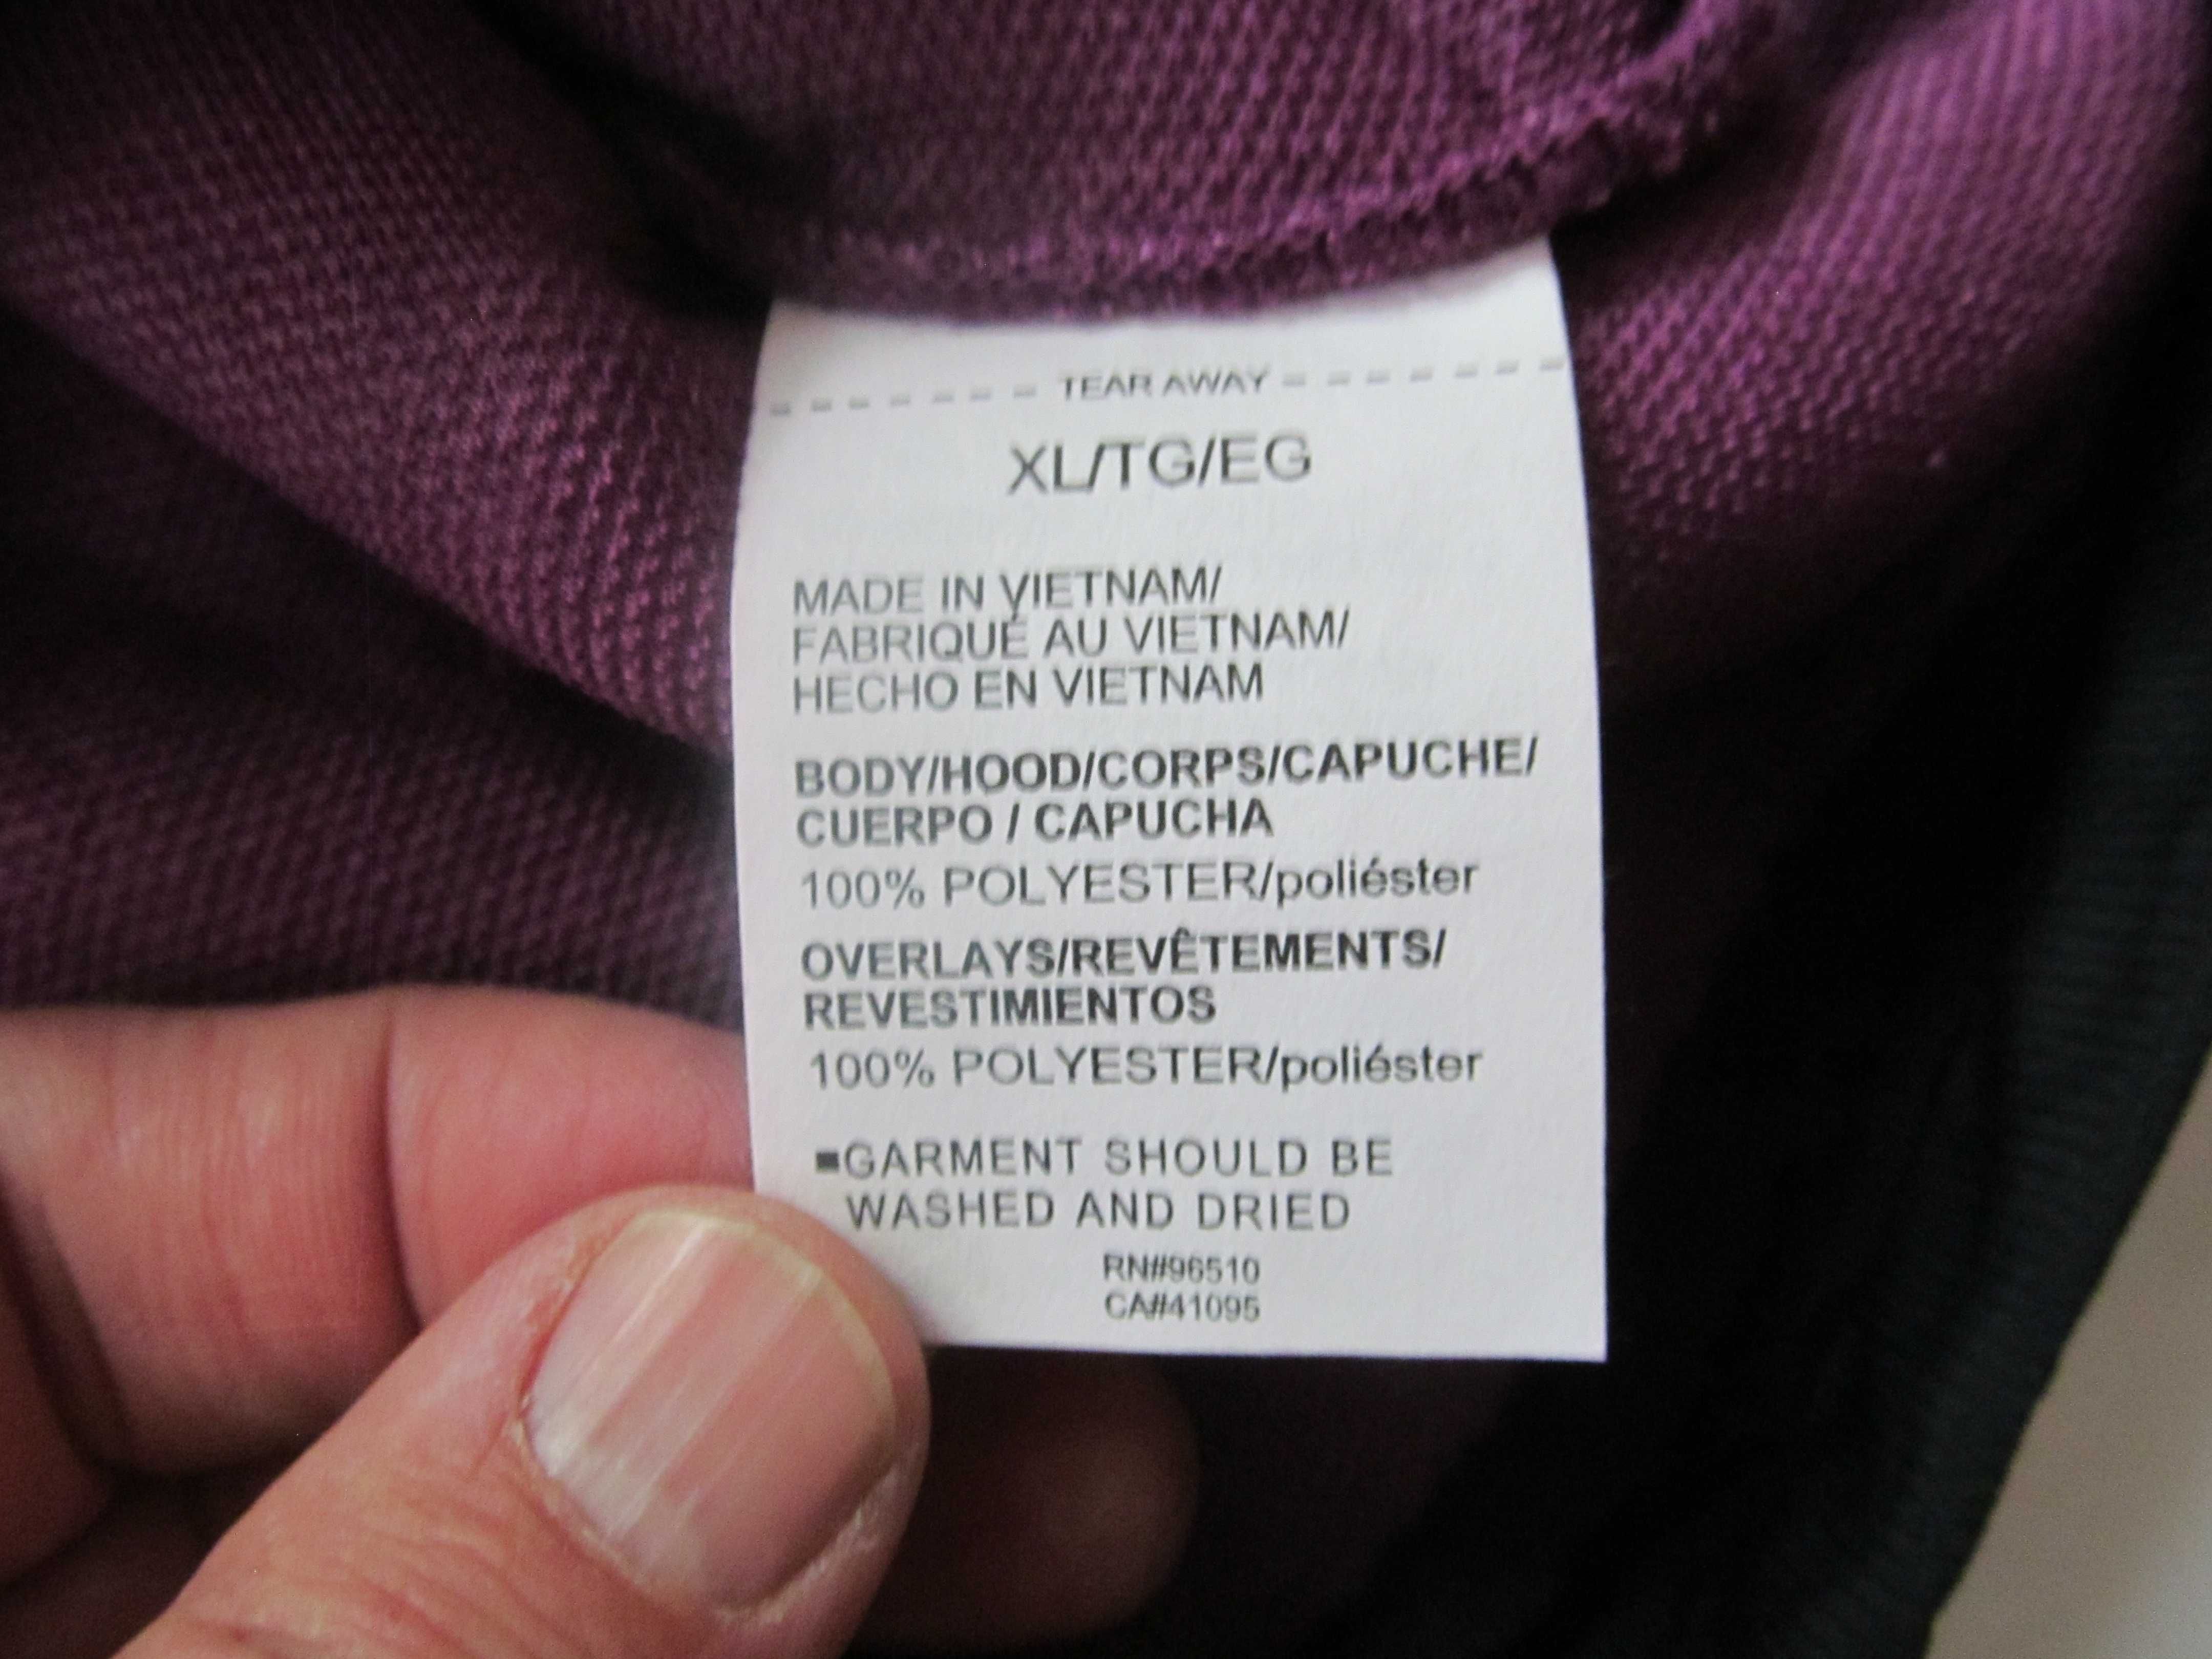 TEAR AWAY
XL/TG/EG
MADE IN VIETNAM/
FABRIQUÉ AU VIETNAM/
HECHO EN VIETNAM
BODY/HOOD/CORPS/CAPUCHE/
CUERPO / CAPUCHA
100% POLYESTER/poliéster
OVERLAYS/REVÊTEMENTS/
REVESTIMIENTOS
100% POLYESTER/poliéster
■GARMENT SHOULD BE
WASHED AND DRIED
RN#96510
CA#41095